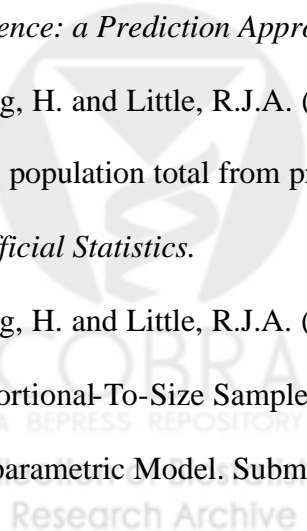 ence: a Prediction Appro
g, H. and Little, R.J.A. (
population total from p
fficial Statistics.
g, H. and Little, R.J.A. (
COBRA
ortional-To-Size Sample
A BEPRESS REPOSITORY
parametric Model. Subm
Research Archive